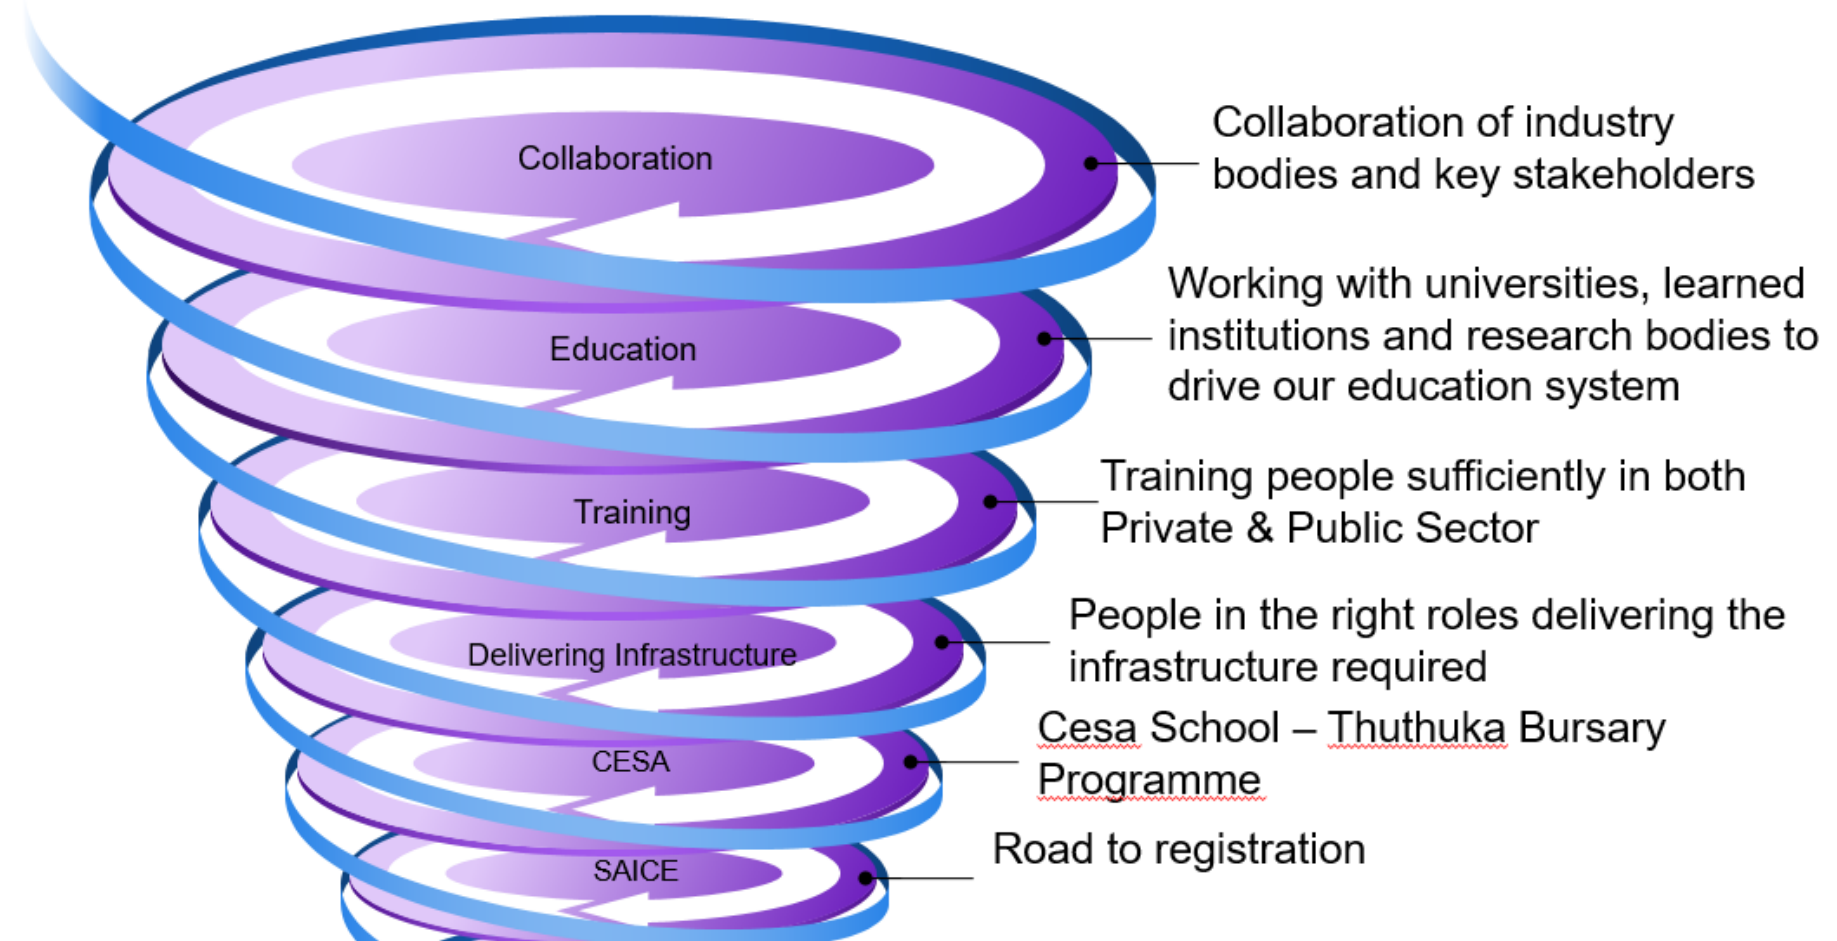 Collaboration
Collaboration of industry
bodies and key stakeholders
Education
Working with universities, learned
institutions and research bodies to
drive our education system
Training
Training people sufficiently in both
Private & Public Sector
Delivering Infrastructure
People in the right roles delivering the
infrastructure required
CESA
Cesa School – Thuthuka Bursary
Programme
SAICE
Road to registration